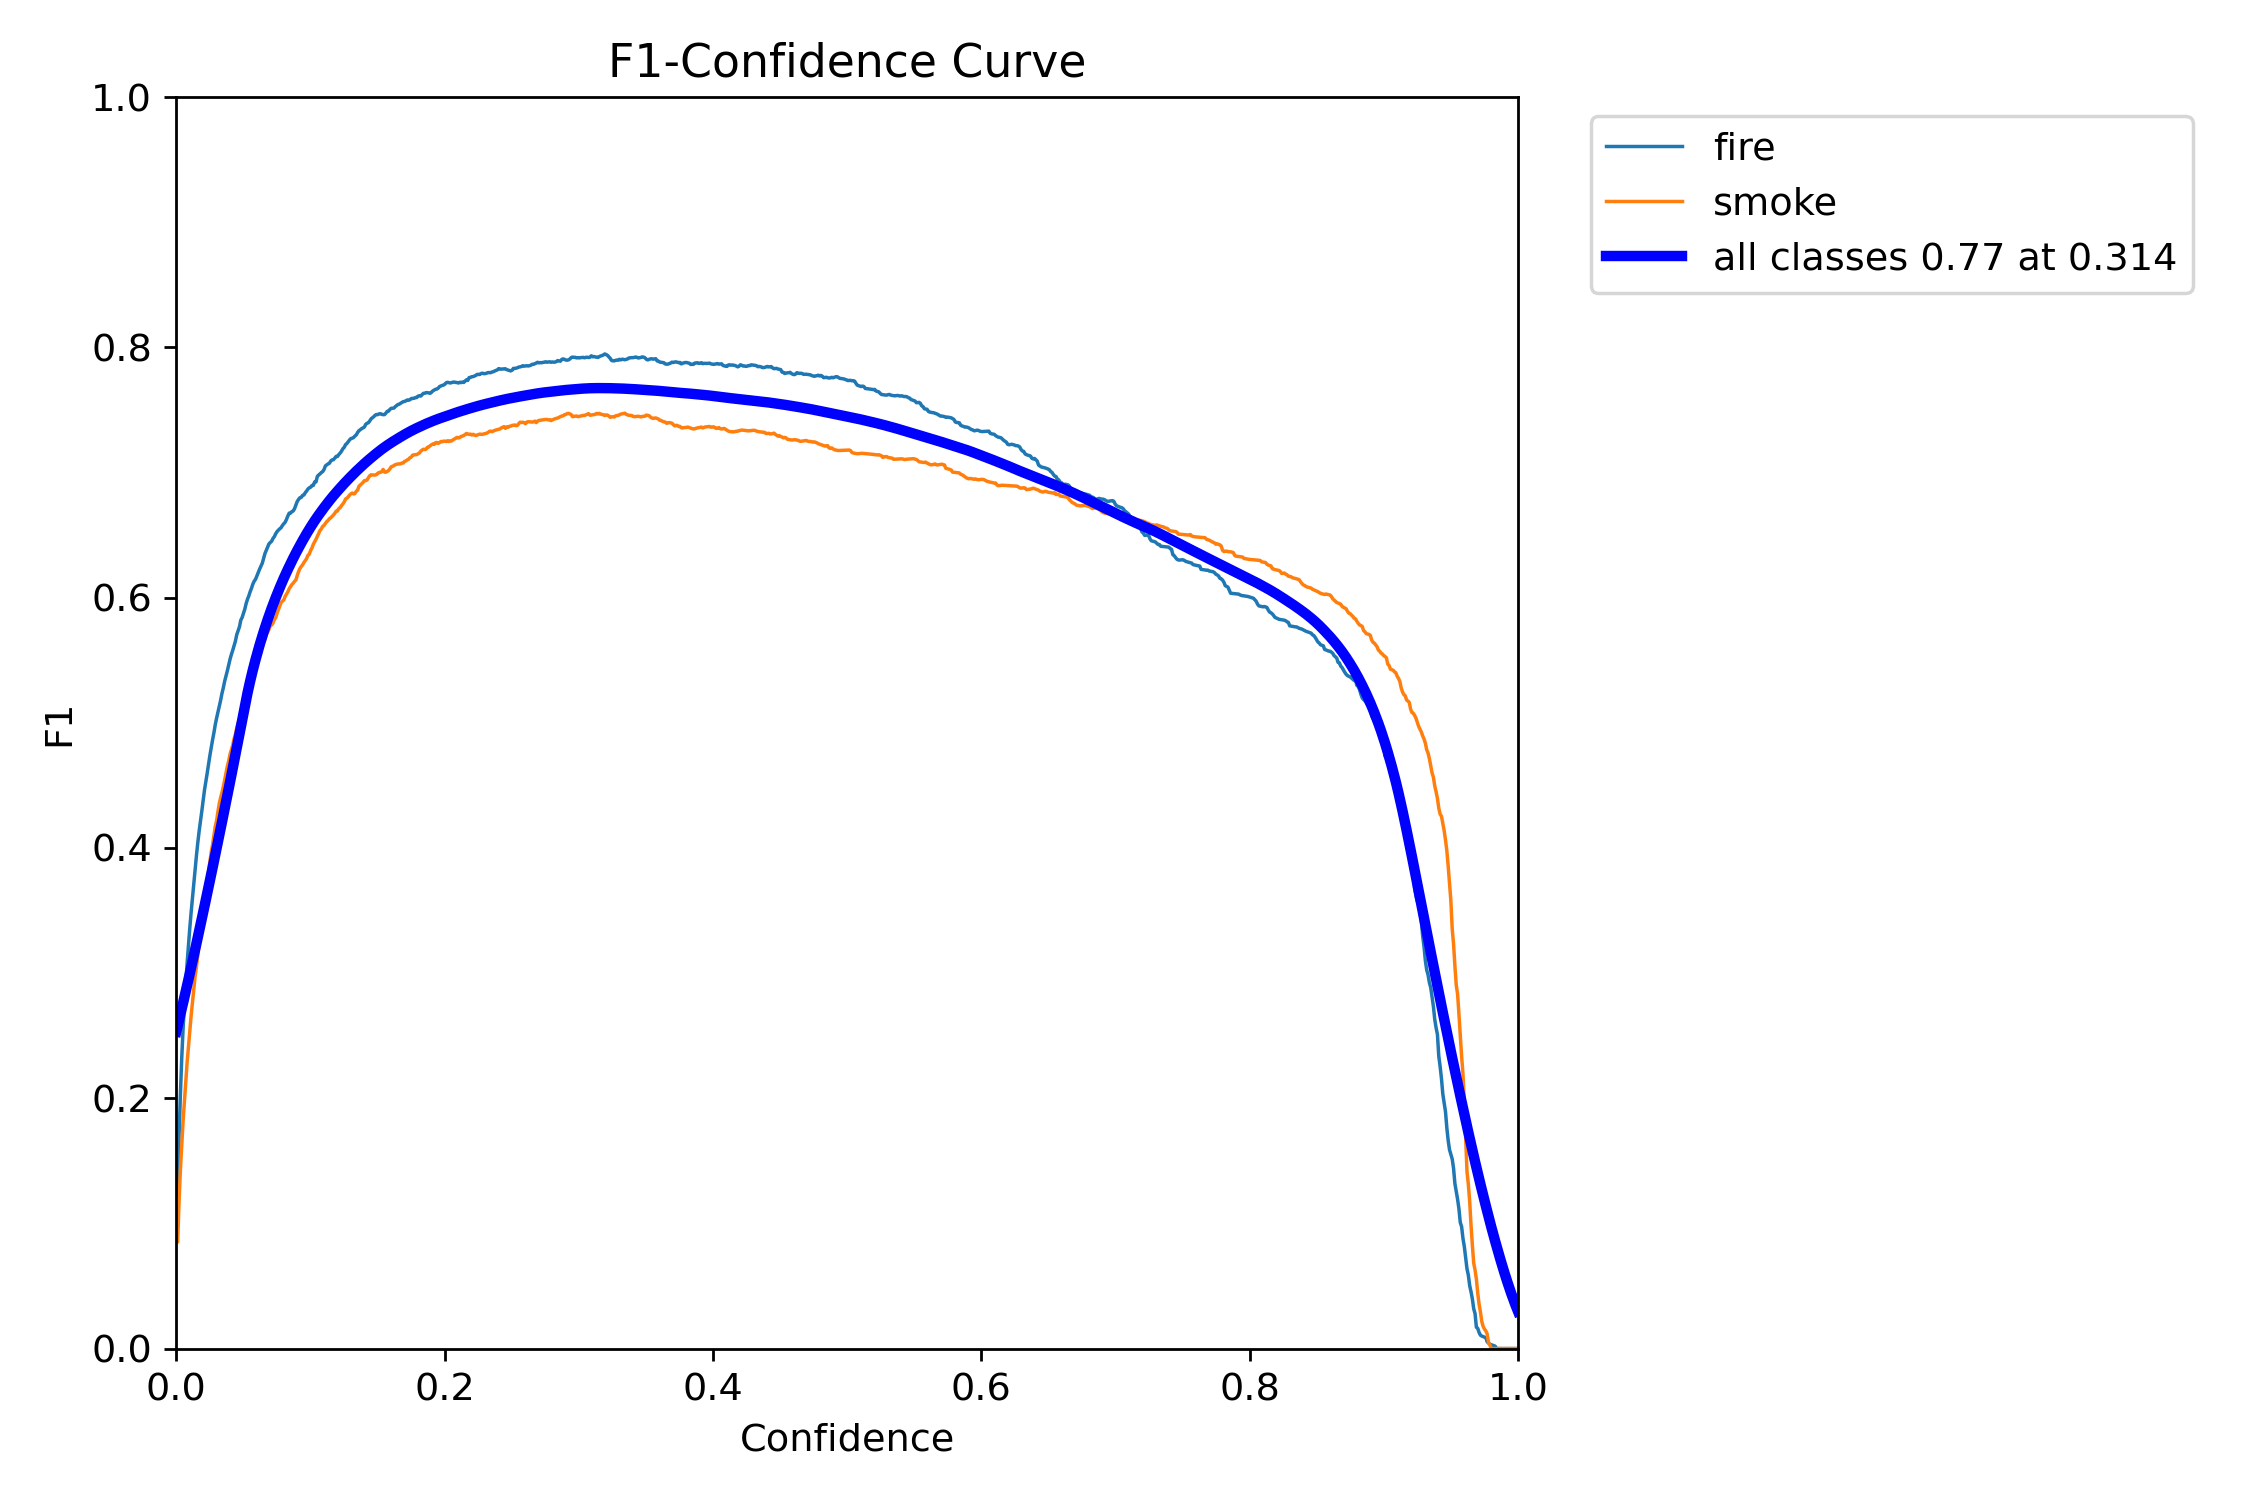 F1-Confidence Curve
1.0
0.8
0.6
0.4
0.2
0.0
F1
0.0 0.2 0.4 0.6 0.8 1.0
Confidence
fire
smoke
all classes 0.77 at 0.314